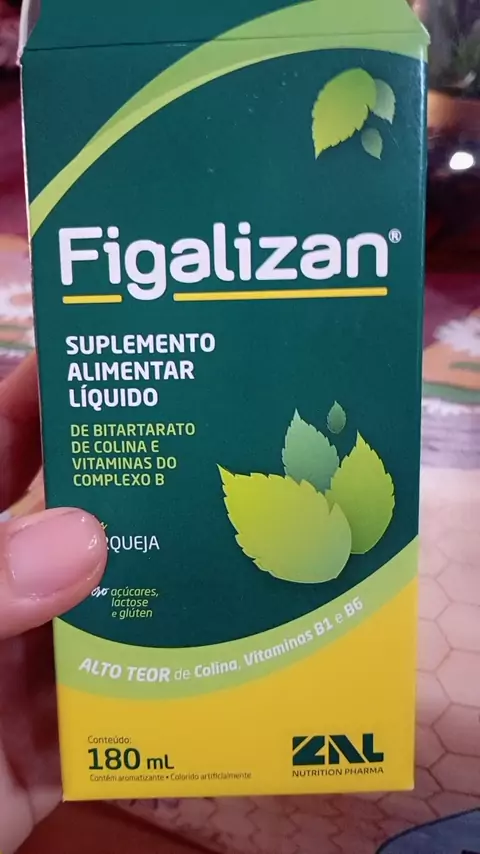 Figalizan®
SUPLEMENTO
ALIMENTAR
LÍQUIDO
DE BITARTARATO
DE COLINA E
VITAMINAS DO
COMPLEXO B
açúcares,
lactose
e glúten
ALTO TEOR de Colina, Vitaminas B1 e B6
Conteúdo:
180 mL
Contém aromatizante • Colorido artificialmente
ZNL
NUTRITION PHARMA